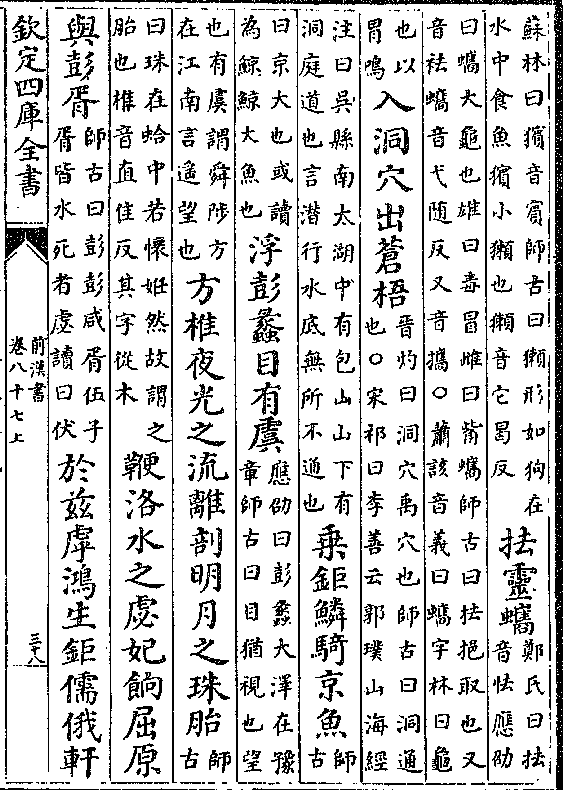 蘇林曰獱音賓師古曰獺形如狗在水中食魚獱小獺也獺音它曷反抾靈蠵鄭氏曰抾音怯應劭
曰蠵大龜也雄曰毒冒雌曰觜蠵師古曰抾挹取也又音袪蠵音弋随反又音攜○蕭該音義曰蠵字林曰龜
也以胃鳴入洞穴出蒼梧晉灼曰洞穴禹穴也師古曰洞通也○宋祁曰李善云郭璞山海經
注曰吳縣南太湖中有包山山下有洞庭道也言潜行水底無所不通也乘鉅鱗騎京魚師古
曰京大也或讀為鯨鯨大魚也浮彭蠡目有虞應劭曰彭蠡大澤在豫章師古曰目猶視也望
也有虞謂舜陟方在江南言遥望也方椎夜光之流離剖明月之珠胎師古
曰珠在蛤中若懷妊然故謂之胎也椎音直佳反其字從木鞭洛水之虙妃餉屈原
與彭胥師古曰彭彭咸胥伍子胥皆水死者虙讀曰伏於兹虖鴻生鉅儒俄軒
欽定四庫全書
前漢書
卷八十七上
三十八